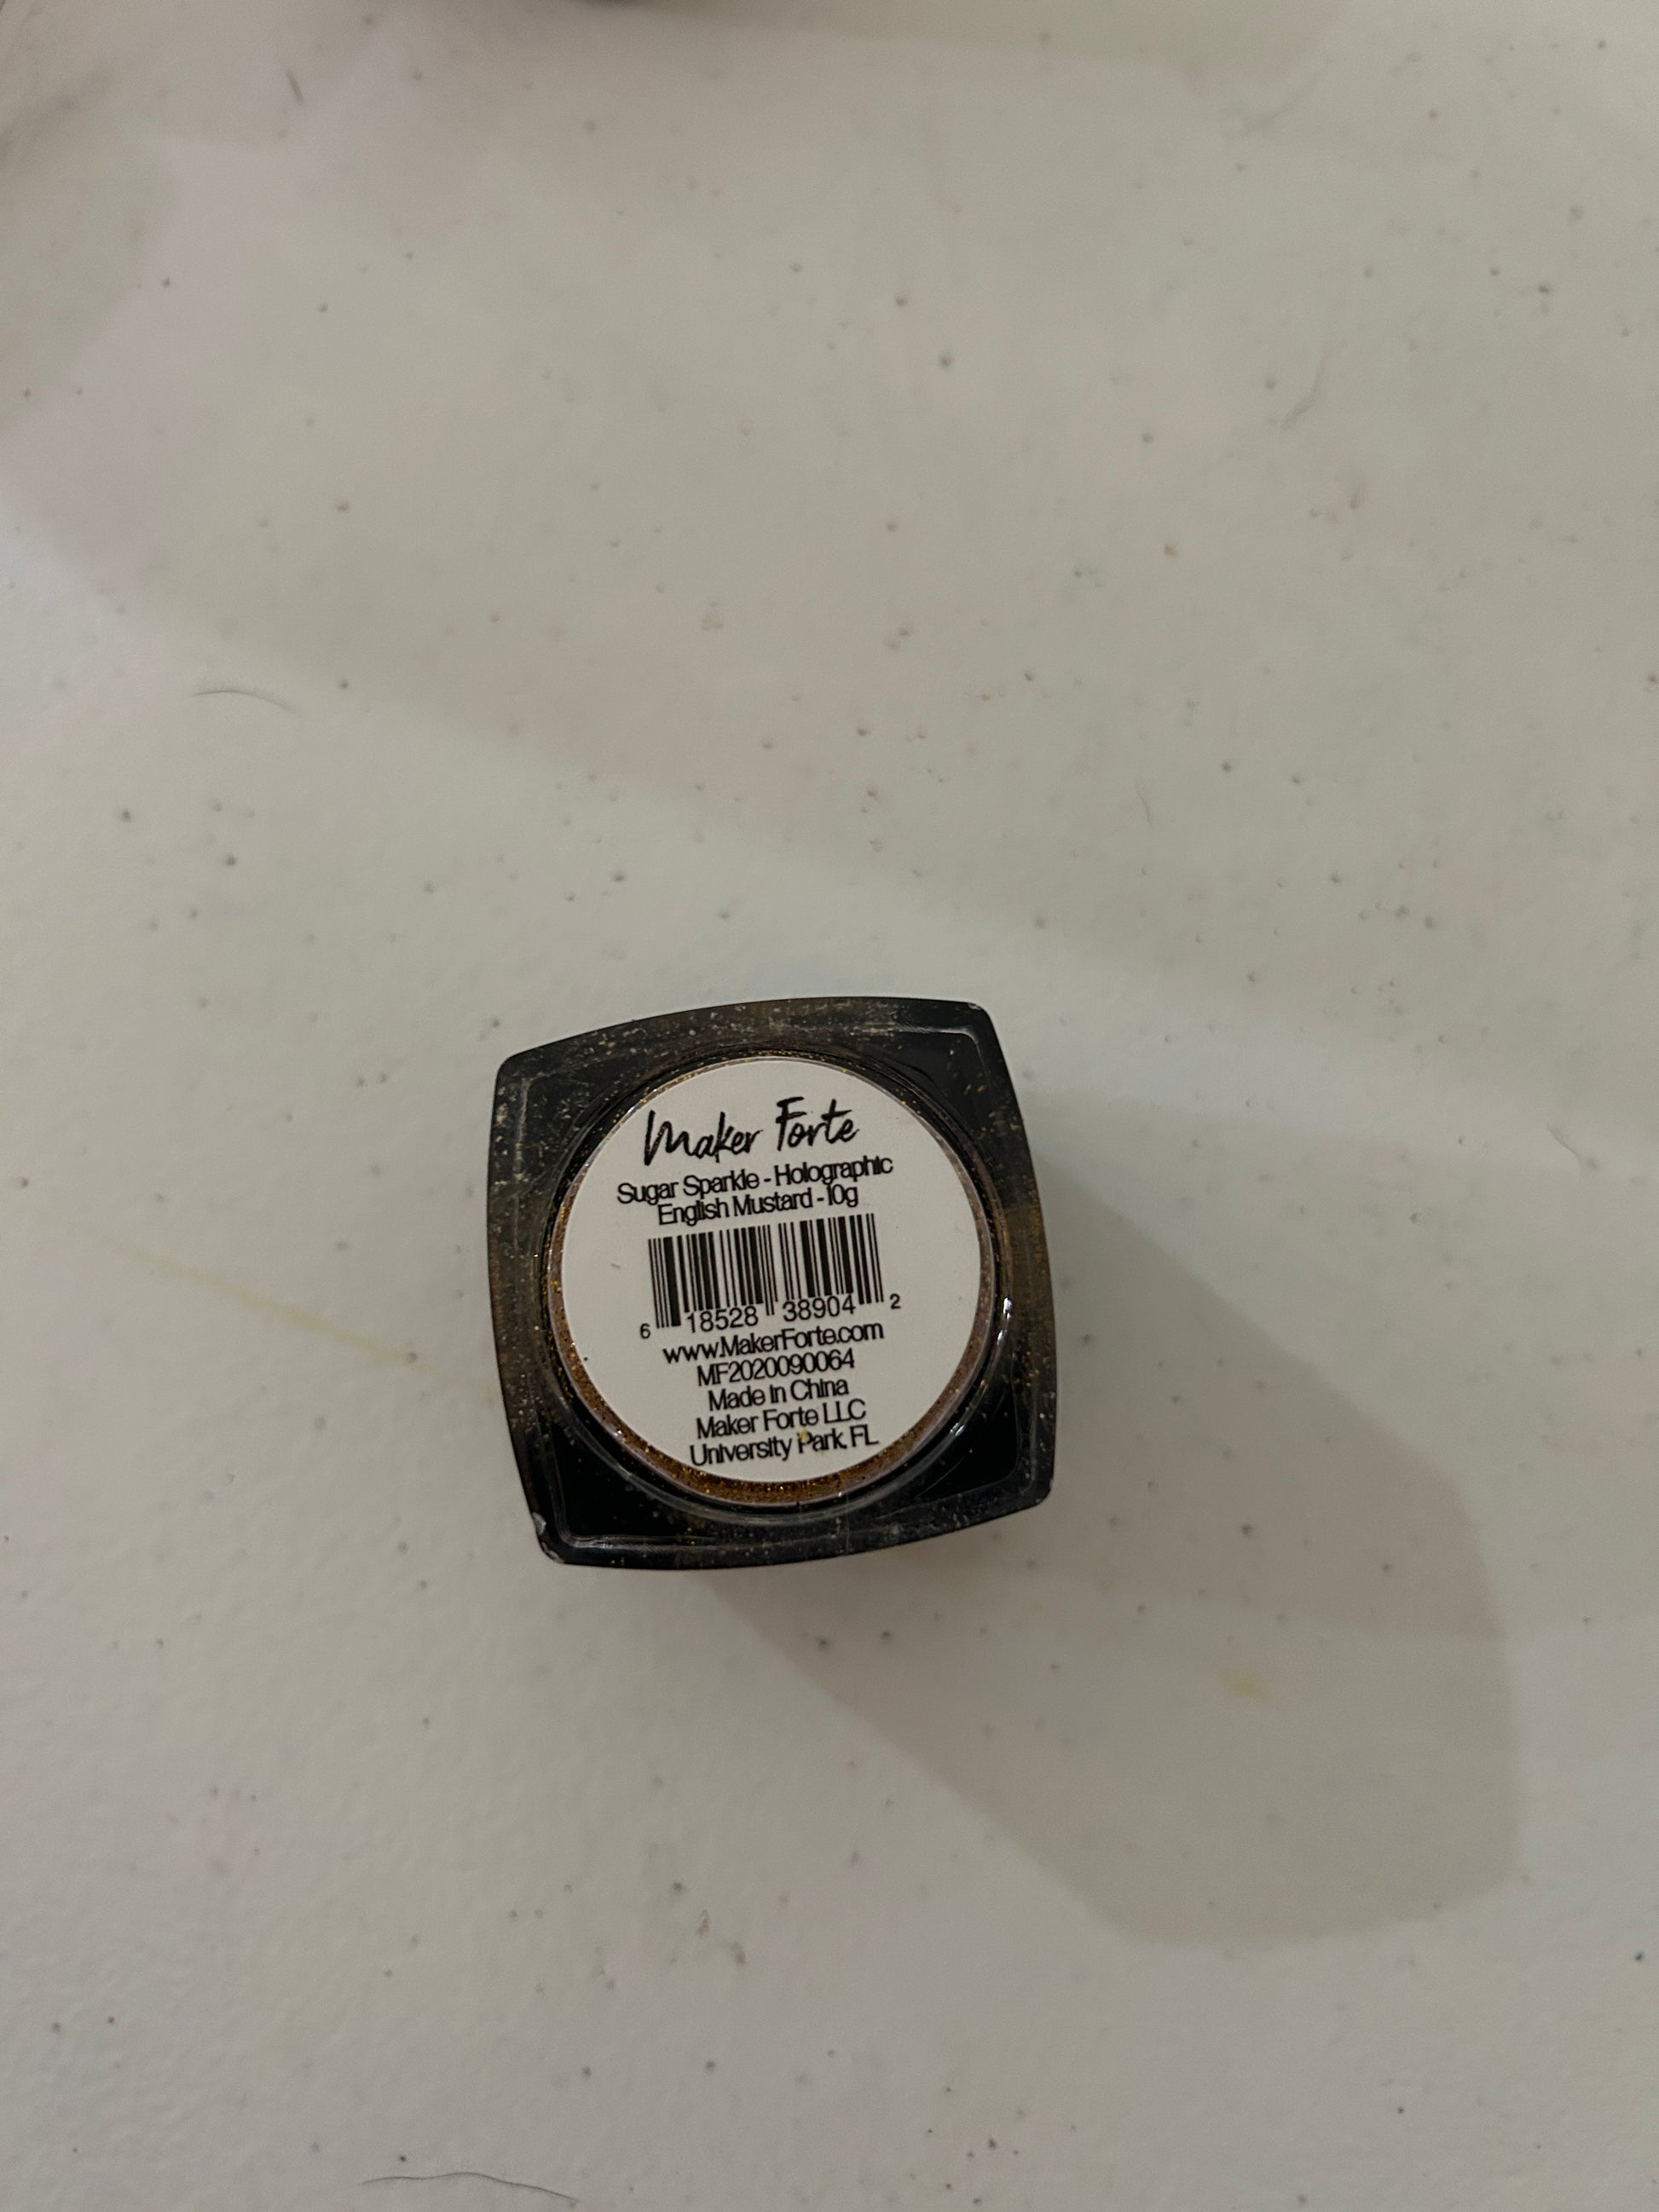 Maker Forte
Sugar Sparkle - Holographic
English Mustard - 10g
6 18528 38904 2
www.MakerForte.com
MF2020090064
Made in China
Maker Forte LLC
University Park, FL